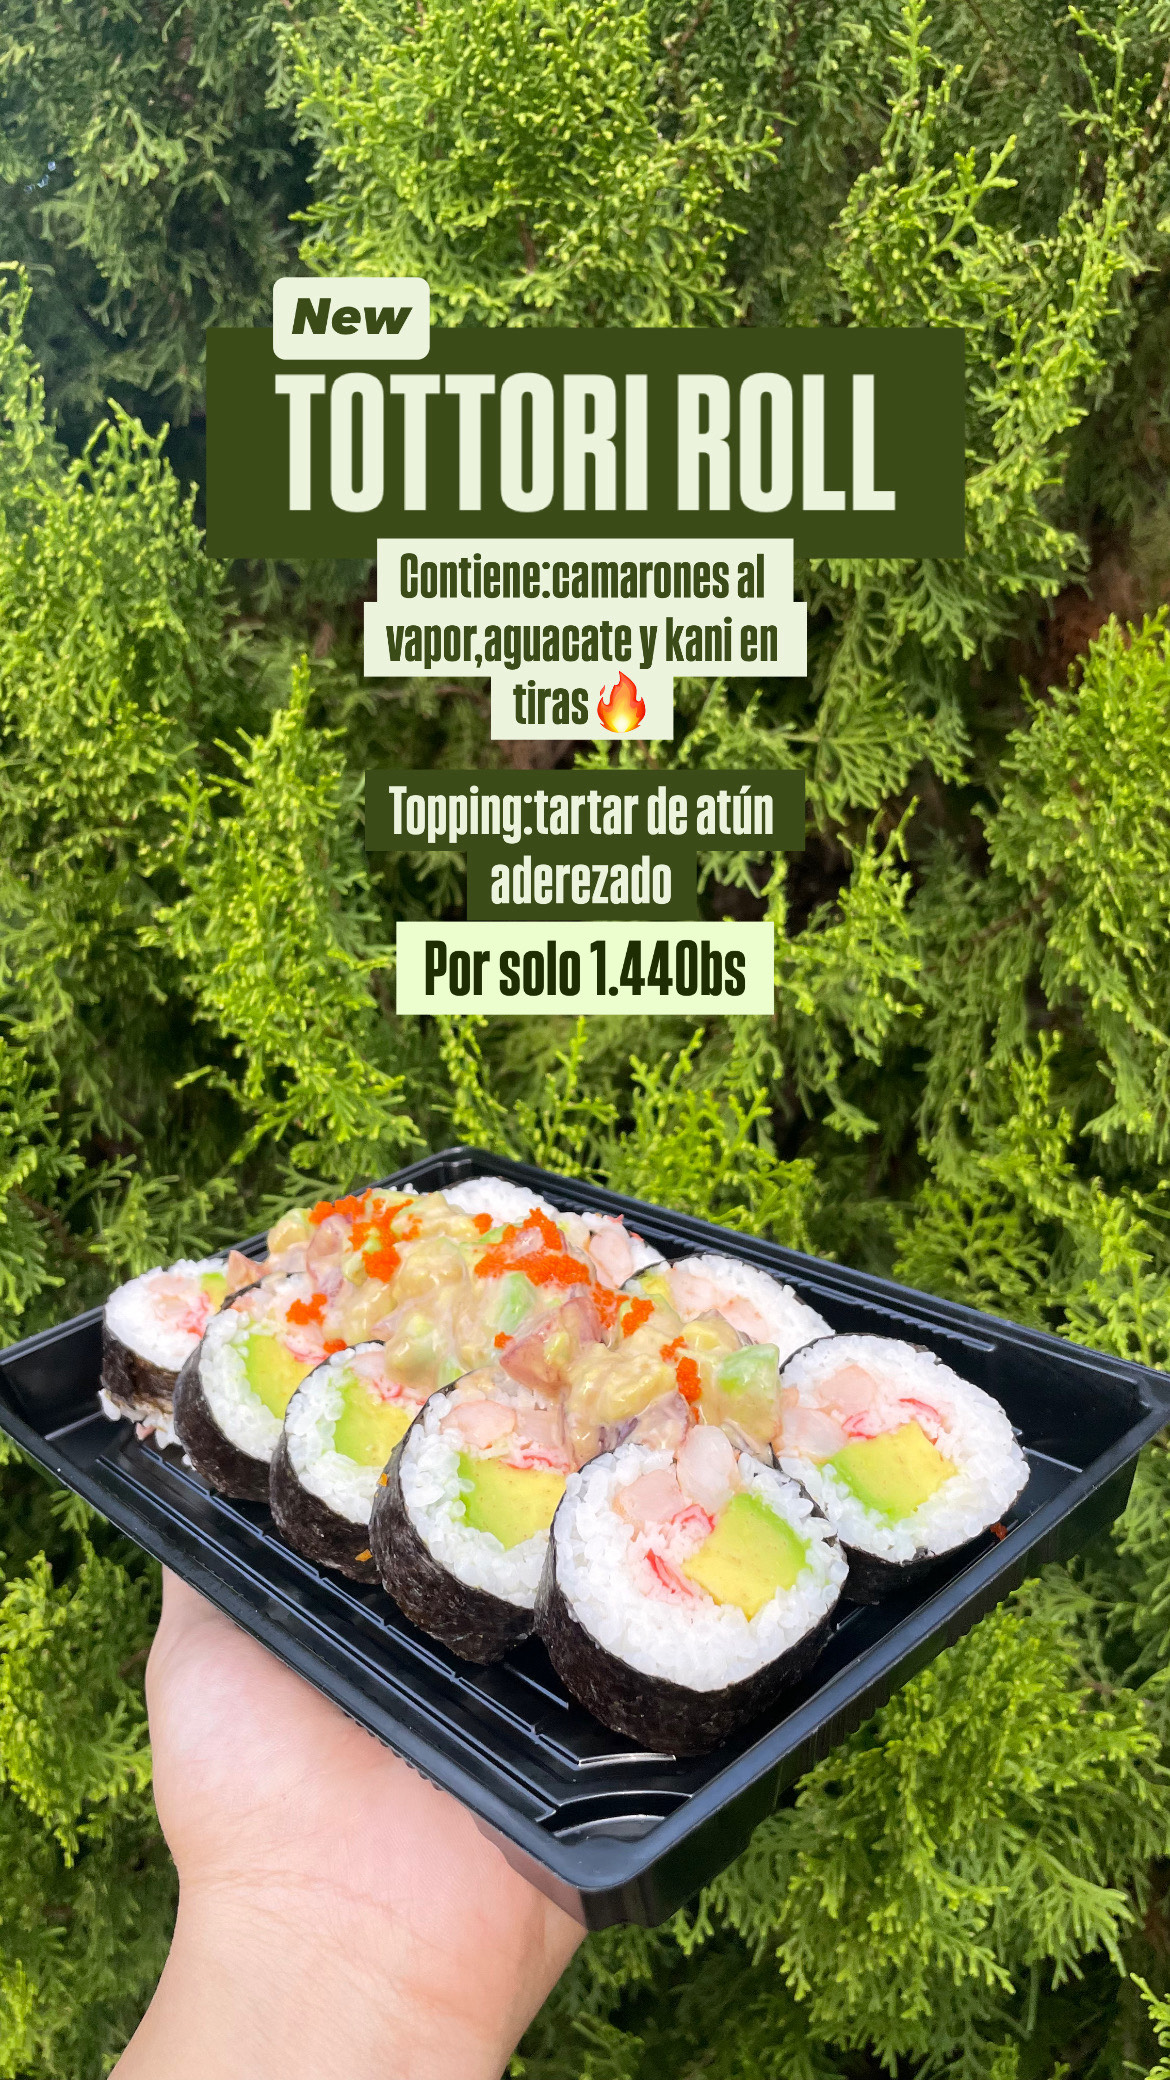 New
TOTTORI ROLL
Contiene:camarones al
vapor,aguacate y kani en
tiras🔥
Topping:tartar de atún
aderezado
Por solo 1.440bs